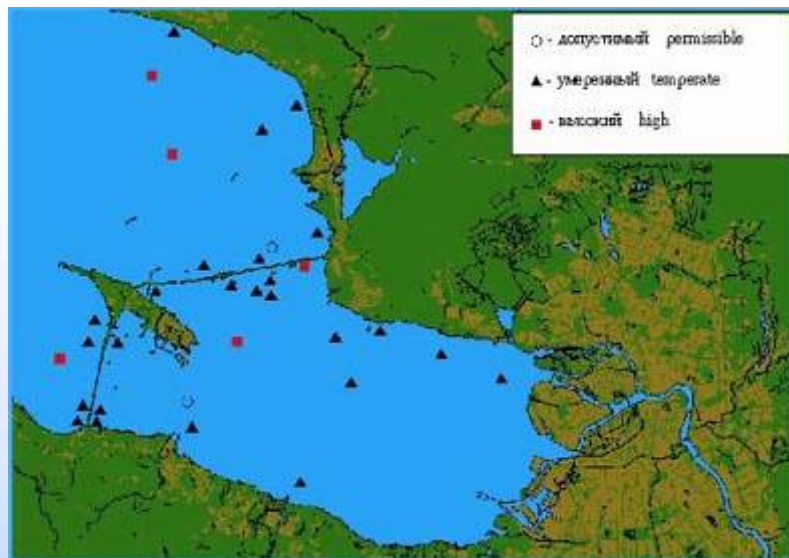 - допустимый permissible
- умеренный temperate
- высокий high